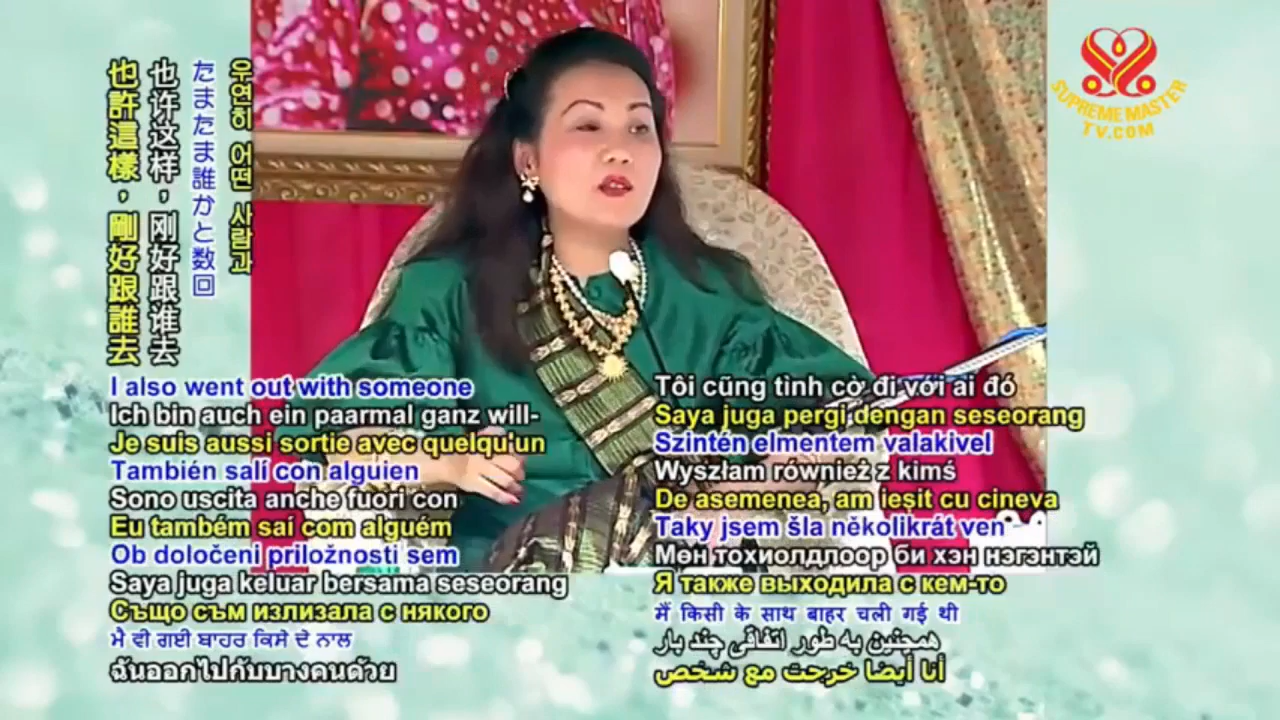 SUPREME MASTER
TV.COM
우연히 어떤 사람과
たまたま誰かと数回
也许这样，刚好跟谁去
也許這樣，剛好跟誰去
I also went out with someone
Ich bin auch ein paarmal ganz will-
Je suis aussi sortie avec quelqu'un
También salí con alguien
Sono uscita anche fuori con
Eu também saí com alguém
Ob določeni priložnosti sem
Saya juga keluar bersama seseorang
Също съм излизала с някого
ਮੈ ਵੀ ਗਈ ਬਾਹਰ ਕਿਸੇ ਦੇ ਨਾਲ
ฉันออกไปกับบางคนด้วย
Tôi cũng tình cờ đi với ai đó
Saya juga pergi dengan seseorang
Szintén elmentem valakivel
Wyszłam również z kimś
De asemenea, am ieșit cu cineva
Taky jsem šla několikrát ven
Мөн тохиолдлоор би хэн нэгэнтэй
Я также выходила с кем-то
मैं किसी के साथ बाहर चली गई थी
همچنین به طور اتفاقی چند بار
أنا أيضا خرجت مع شخص